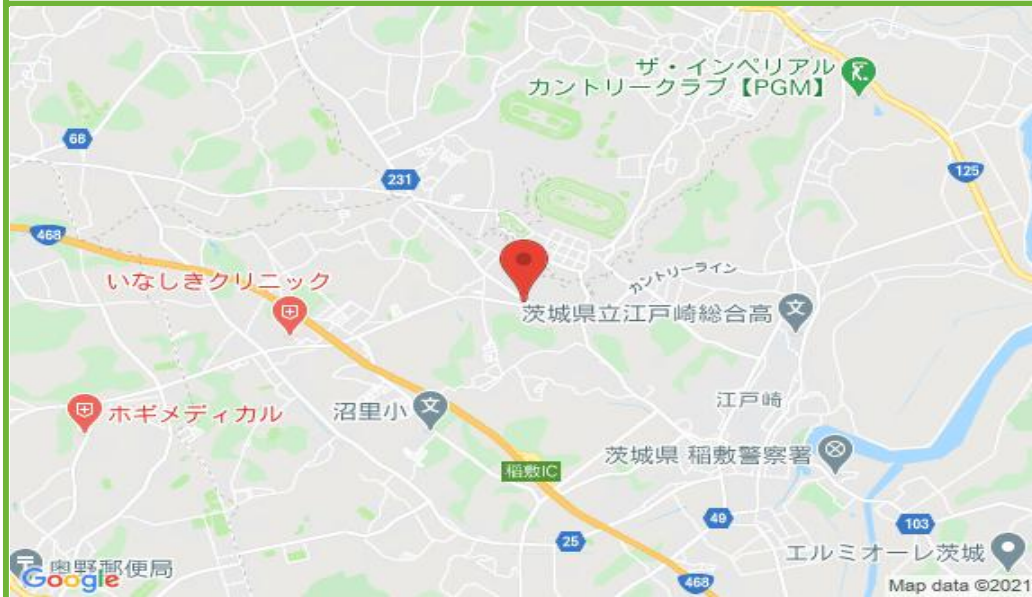 ザ・インペリアル
カントリークラブ【PGM】
68
231
125
468
いなしきクリニック
カントリーライン
茨城県立江戸崎総合高
ホギメディカル
沼里小
江戸崎
茨城県 稲敷警察署
稲敷IC
49
103
25
エルミオーレ茨城
奥野郵便局
468
Google
Map data ©2021